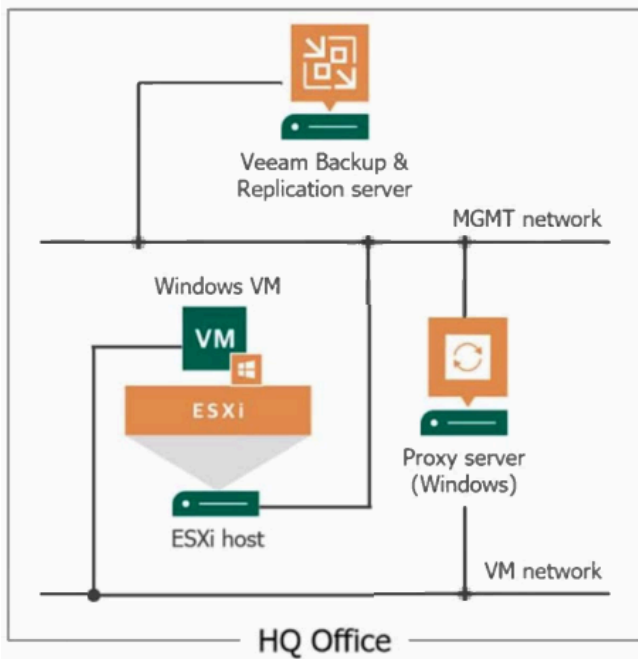 Veeam Backup &
Replication server
MGMT network
Windows VM
VM
ESXi
ESXi host
Proxy server
(Windows)
VM network
HQ Office